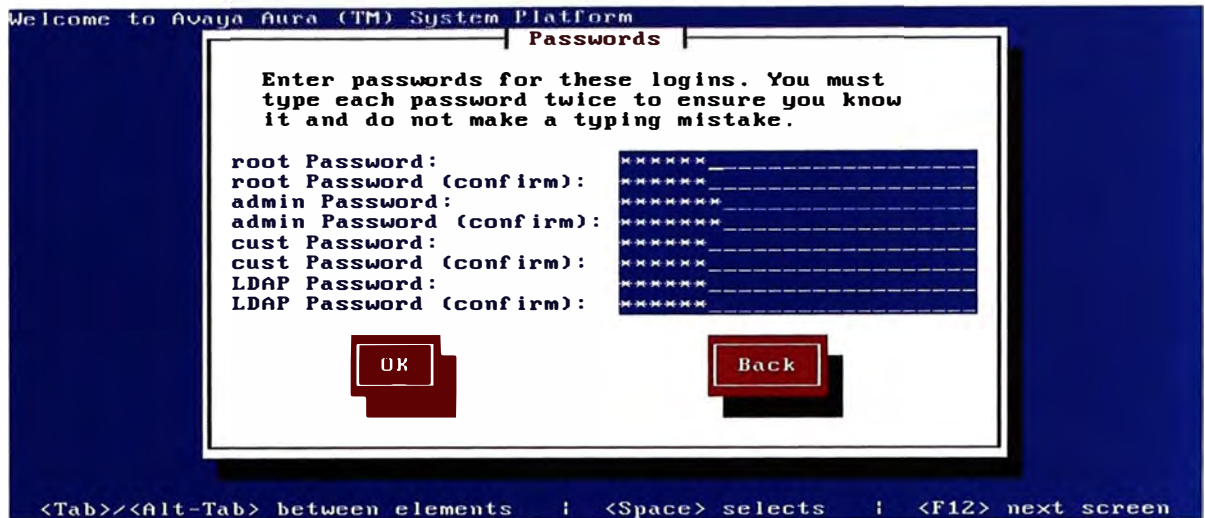 Welcome to Avaya Aura (TM) System Platform
Passwords
Enter passwords for these logins. You must
type each password twice to ensure you know
it and do not make a typing mistake.
root Password: ******
root Password (confirm): ******
admin Password: *******
admin Password (confirm): *******
cust Password: ******
cust Password (confirm): ******
LDAP Password: ******
LDAP Password (confirm): ******
OK Back
<Tab>/<Alt-Tab> between elements | <Space> selects | <F12> next screen